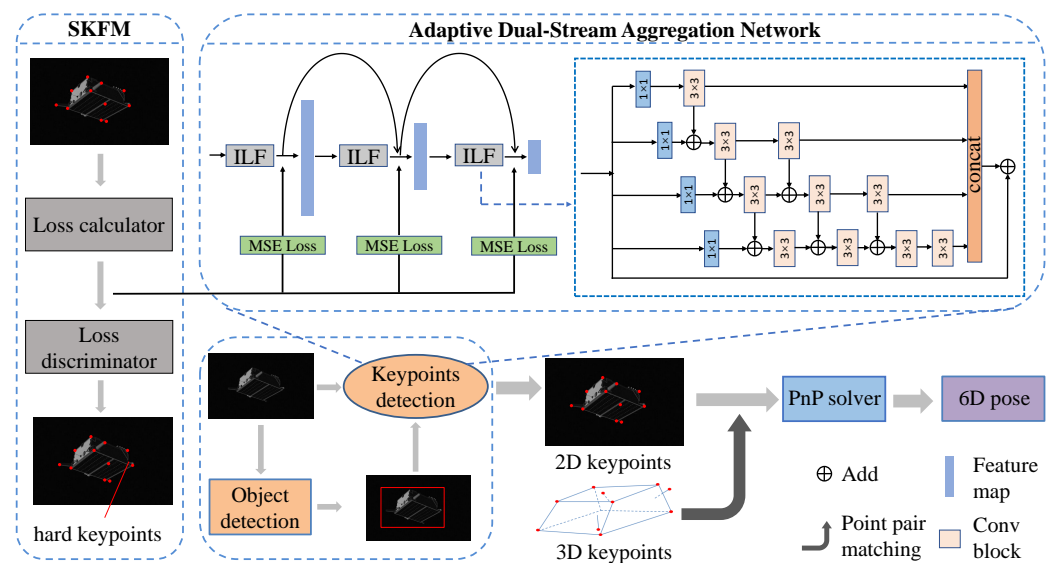 SKFM
Loss calculator
Loss
discriminator
hard keypoints
Adaptive Dual-Stream Aggregation Network
ILF
ILF
ILF
MSE Loss
MSE Loss
MSE Loss
1×1
3×3
1×1
3×3
3×3
1×1
3×3
3×3
3×3
1×1
3×3
3×3
3×3
3×3
concat
Keypoints
detection
Object
detection
2D keypoints
3D keypoints
PnP solver
6D pose
Add
Point pair
matching
Feature
map
Conv
block